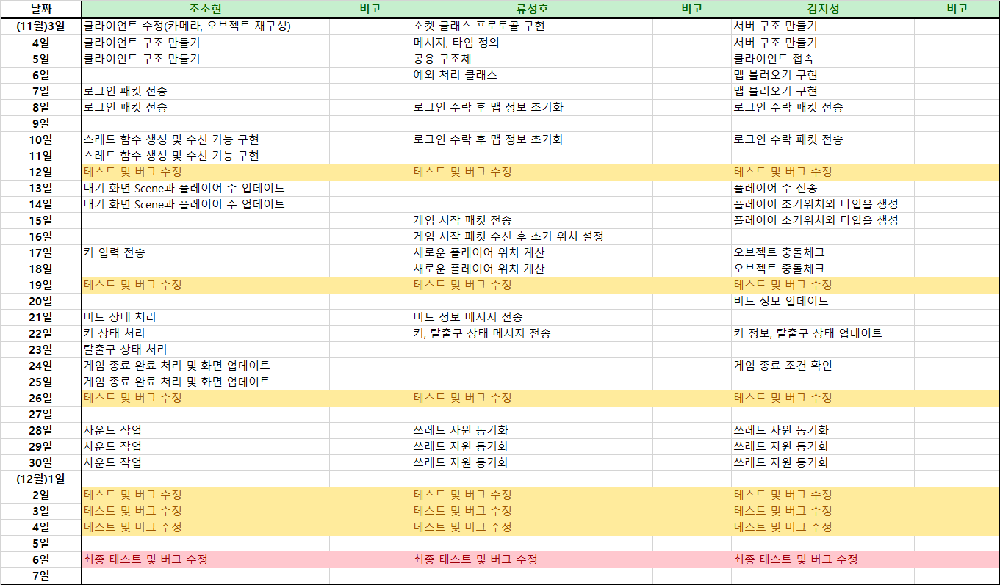 날짜 조소현 비고 류성호 비고 김지성 비고
(11월)3일 클라이언트 수정(카메라, 오브젝트 재구성) 소켓 클래스 프로토콜 구현 서버 구조 만들기
4일 클라이언트 구조 만들기 메시지, 타입 정의 서버 구조 만들기
5일 클라이언트 구조 만들기 공용 구조체 클라이언트 접속
6일 예외 처리 클래스 맵 불러오기 구현
7일 로그인 패킷 전송 맵 불러오기 구현
8일 로그인 패킷 전송 로그인 수락 후 맵 정보 초기화 로그인 수락 패킷 전송
9일
10일 스레드 함수 생성 및 수신 기능 구현 로그인 수락 후 맵 정보 초기화 로그인 수락 패킷 전송
11일 스레드 함수 생성 및 수신 기능 구현
12일 테스트 및 버그 수정 테스트 및 버그 수정 테스트 및 버그 수정
13일 대기 화면 Scene과 플레이어 수 업데이트 플레이어 수 전송
14일 대기 화면 Scene과 플레이어 수 업데이트 플레이어 초기위치와 타입을 생성
15일 게임 시작 패킷 전송 플레이어 초기위치와 타입을 생성
16일 게임 시작 패킷 수신 후 초기 위치 설정
17일 키 입력 전송 새로운 플레이어 위치 계산 오브젝트 충돌체크
18일 새로운 플레이어 위치 계산 오브젝트 충돌체크
19일 테스트 및 버그 수정 테스트 및 버그 수정 테스트 및 버그 수정
20일 비드 정보 업데이트
21일 비드 상태 처리 비드 정보 메시지 전송
22일 키 상태 처리 키, 탈출구 상태 메시지 전송 키 정보, 탈출구 상태 업데이트
23일 탈출구 상태 처리
24일 게임 종료 완료 처리 및 화면 업데이트 게임 종료 조건 확인
25일 게임 종료 완료 처리 및 화면 업데이트
26일 테스트 및 버그 수정 테스트 및 버그 수정 테스트 및 버그 수정
27일
28일 사운드 작업 쓰레드 자원 동기화 쓰레드 자원 동기화
29일 사운드 작업 쓰레드 자원 동기화 쓰레드 자원 동기화
30일 사운드 작업 쓰레드 자원 동기화 쓰레드 자원 동기화
(12월)1일
2일 테스트 및 버그 수정 테스트 및 버그 수정 테스트 및 버그 수정
3일 테스트 및 버그 수정 테스트 및 버그 수정 테스트 및 버그 수정
4일 테스트 및 버그 수정 테스트 및 버그 수정 테스트 및 버그 수정
5일
6일 최종 테스트 및 버그 수정 최종 테스트 및 버그 수정 최종 테스트 및 버그 수정
7일